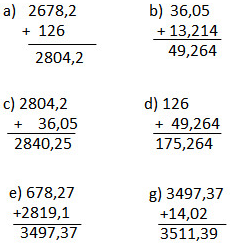 a) 2678,2 b) 36,05
+ 126 + 13,214
2804,2 49,264
c) 2804,2 d) 126
+ 36,05 + 49,264
2840,25 175,264
e) 678,27 g) 3497,37
+2819,1 +14,02
3497,37 3511,39